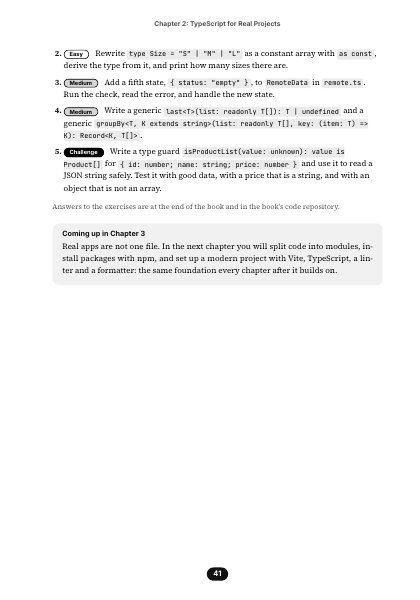 Chapter 2: TypeScript for Real Projects
2. Easy Rewrite type Size = "S" | "M" | "L" as a constant array with as const,
derive the type from it, and print how many sizes there are.
3. Medium Add a fifth state, { status: "empty" }, to RemoteData in remote.ts.
Run the check, read the error, and handle the new state.
4. Medium Write a generic last<T>(list: readonly T[]): T | undefined and a
generic groupBy<T, K extends string>(list: readonly T[], key: (item: T) =>
K): Record<K, T[]>.
5. Challenge Write a type guard isProductList(value: unknown): value is
Product[] for { id: number; name: string; price: number } and use it to read a
JSON string safely. Test it with good data, with a price that is a string, and with an
object that is not an array.
Answers to the exercises are at the end of the book and in the book's code repository.
Coming up in Chapter 3
Real apps are not one file. In the next chapter you will split code into modules, in-
stall packages with npm, and set up a modern project with Vite, TypeScript, a lin-
ter and a formatter: the same foundation every chapter after it builds on.
41